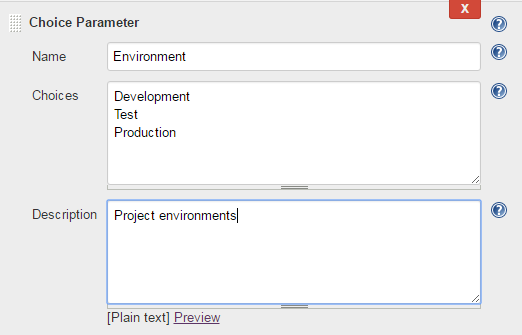 X
Choice Parameter
?
Name
Environment
?
Choices
Development
Test
Production
?
Description
Project environments
?
[Plain text] Preview